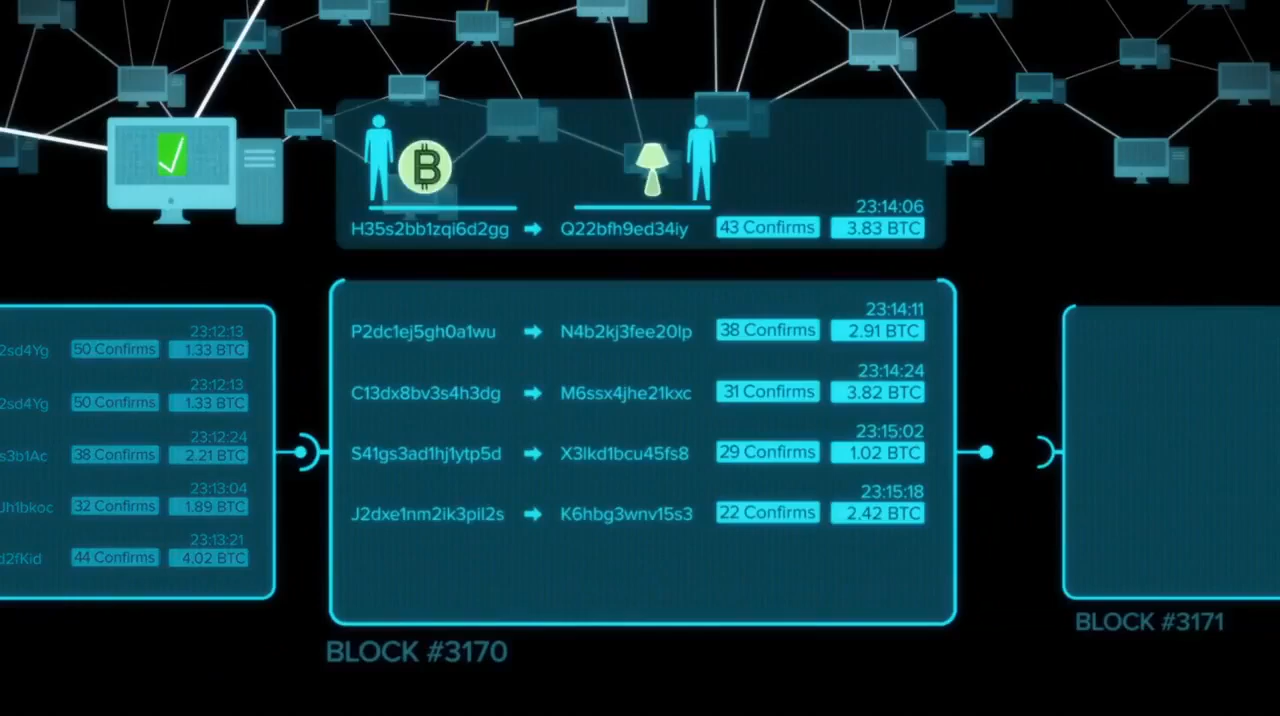 23:14:06
H35s2bb1zqi6d2gg → Q22bfh9ed34iy 43 Confirms 3.83 BTC
23:14:11
P2dc1ej5gh0a1wu → N4b2kj3fee20lp 38 Confirms 2.91 BTC
23:14:24
C13dx8bv3s4h3dg → M6ssx4jhe21kxc 31 Confirms 3.82 BTC
23:15:02
S41gs3ad1hj1ytp5d → X3lkd1bcu45fs8 29 Confirms 1.02 BTC
23:15:18
J2dxe1nm2ik3pil2s → K6hbg3wnv15s3 22 Confirms 2.42 BTC
BLOCK #3170
23:12:13
2sd4Yg 50 Confirms 1.33 BTC
23:12:13
2sd4Yg 50 Confirms 1.33 BTC
23:12:24
s3b1Ac 38 Confirms 2.21 BTC
23:13:04
Jh1bkoc 32 Confirms 1.89 BTC
23:13:21
d2fKid 44 Confirms 4.02 BTC
BLOCK #3171